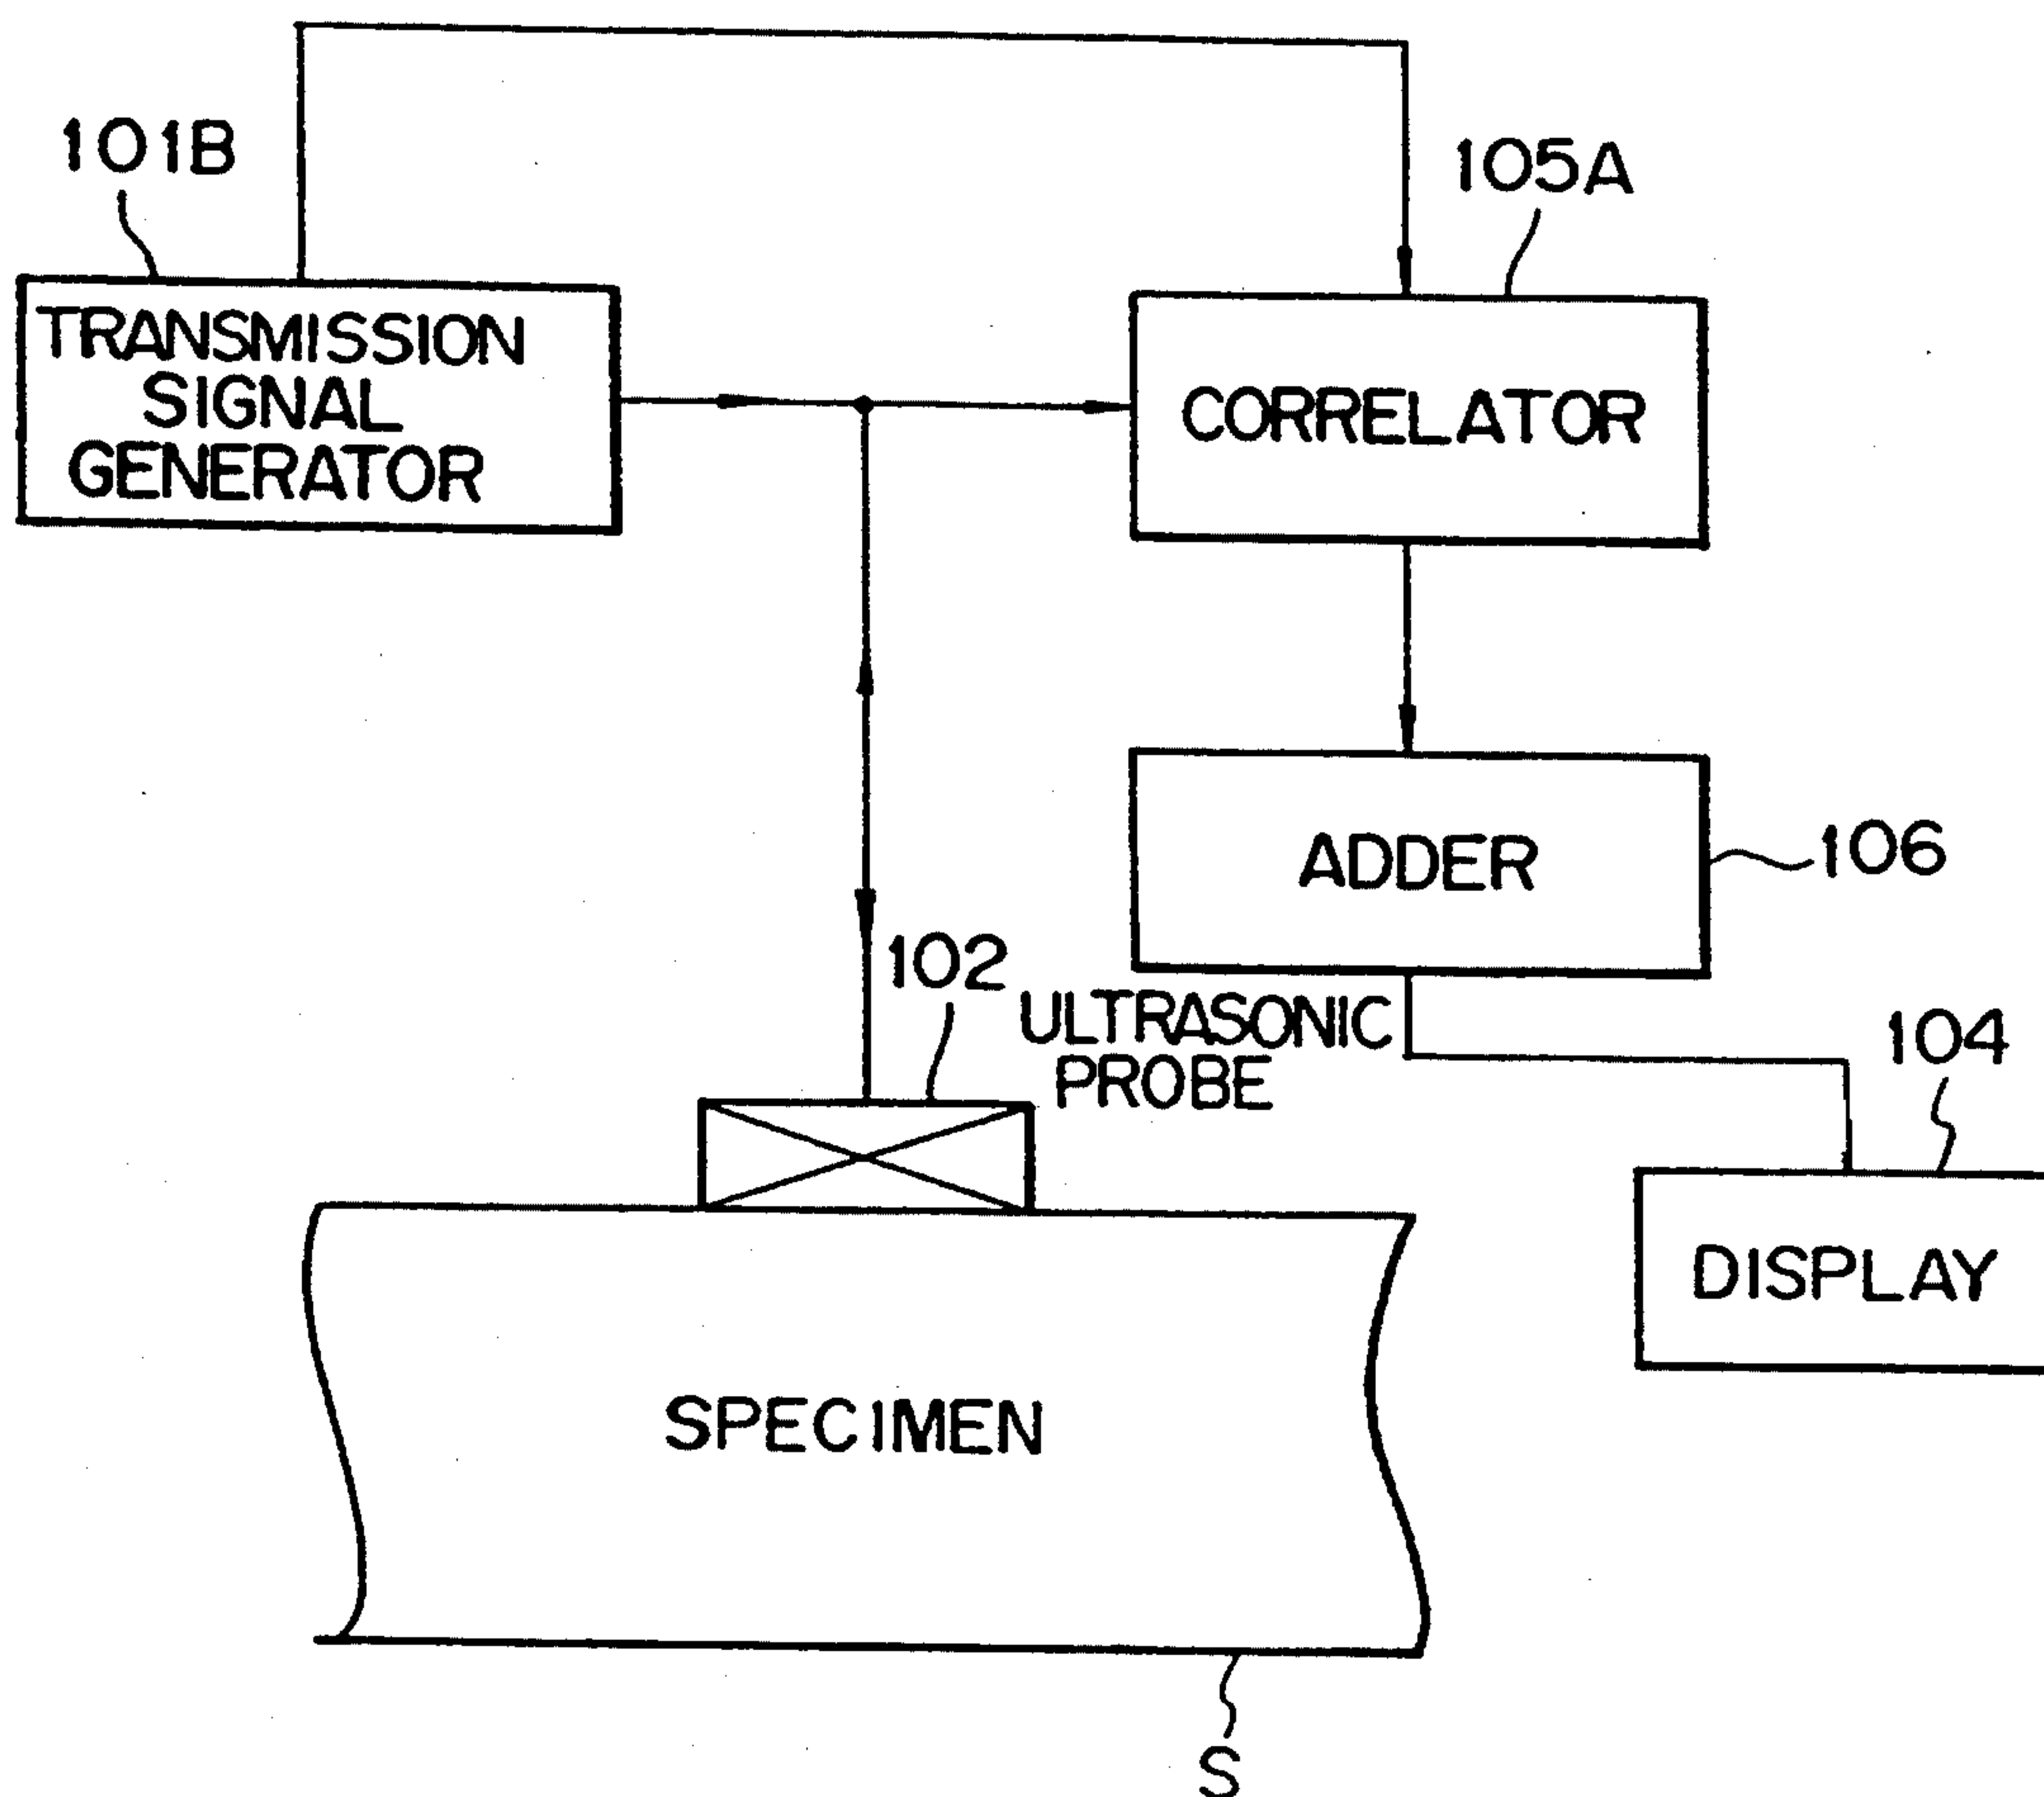 101B
105A
TRANSMISSION
SIGNAL
GENERATOR
CORRELATOR
ADDER
106
102
ULTRASONIC
PROBE
104
DISPLAY
SPECIMEN
S